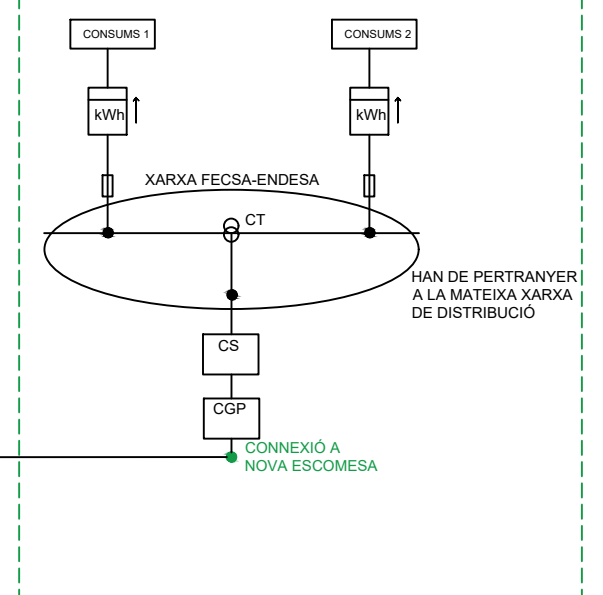 CONSUMS 1
CONSUMS 2
kWh
kWh
XARXA FECSA-ENDESA
CT
HAN DE PERTRANYER
A LA MATEIXA XARXA
DE DISTRIBUCIÓ
CS
CGP
CONNEXIÓ A
NOVA ESCOMESA